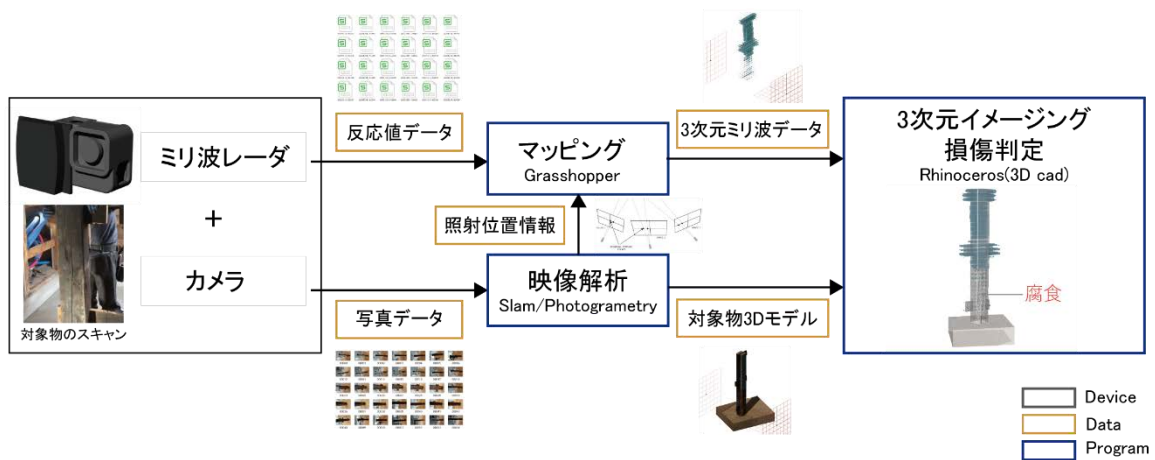 ミリ波レーダ
+
カメラ
対象物のスキャン
反応値データ
写真データ
マッピング
Grasshopper
照射位置情報
映像解析
Slam/Photogrametry
3次元ミリ波データ
対象物3Dモデル
3次元イメージング
損傷判定
Rhinoceros(3D cad)
腐食
Device
Data
Program